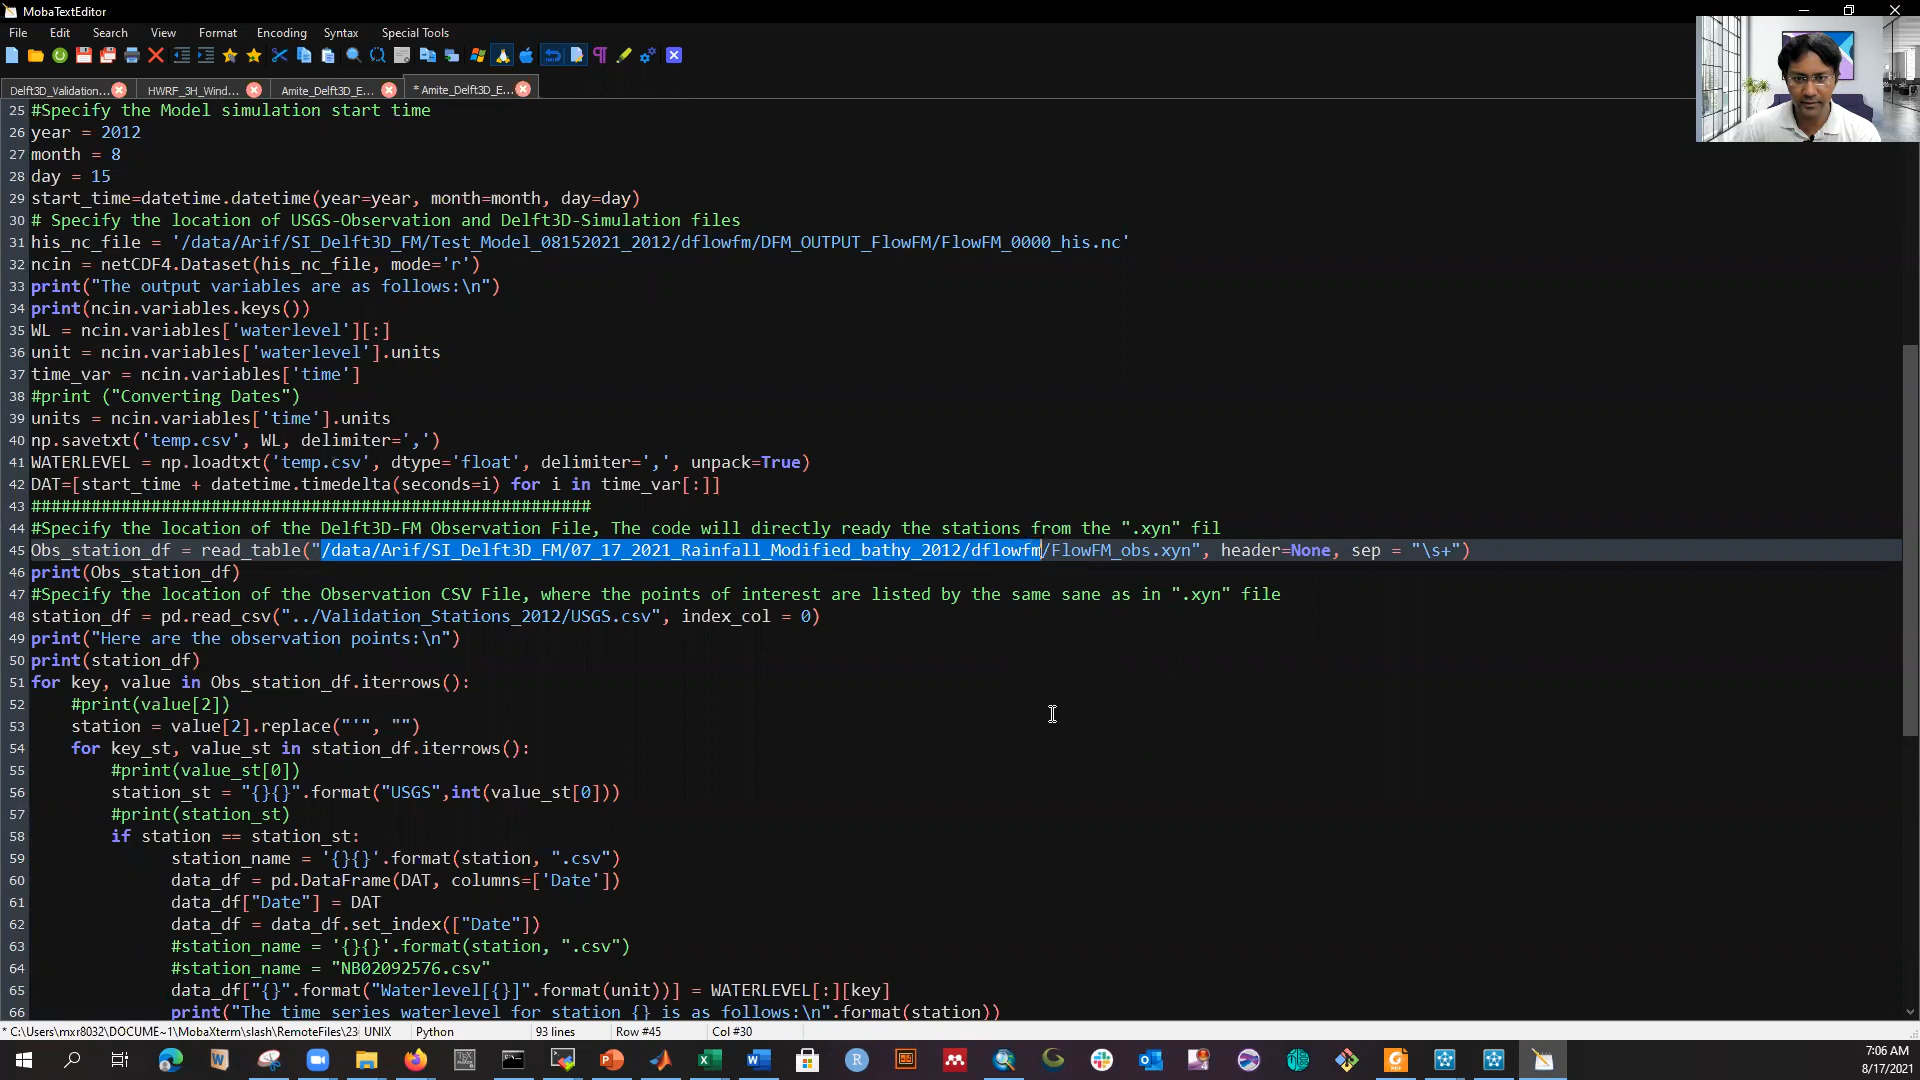 MobaTextEditor
File Edit Search View Format Encoding Syntax Special Tools
Delft3D_Validation... HWRF_3H_Wind... Amite_Delft3D_E... * Amite_Delft3D_E...
25 #Specify the Model simulation start time
26 year = 2012
27 month = 8
28 day = 15
29 start_time=datetime.datetime(year=year, month=month, day=day)
30 # Specify the location of USGS-Observation and Delft3D-Simulation files
31 his_nc_file = '/data/Arif/SI_Delft3D_FM/Test_Model_08152021_2012/dflowfm/DFM_OUTPUT_FlowFM/FlowFM_0000_his.nc'
32 ncin = netCDF4.Dataset(his_nc_file, mode='r')
33 print("The output variables are as follows:\n")
34 print(ncin.variables.keys())
35 WL = ncin.variables['waterlevel'][:]
36 unit = ncin.variables['waterlevel'].units
37 time_var = ncin.variables['time']
38 #print ("Converting Dates")
39 units = ncin.variables['time'].units
40 np.savetxt('temp.csv', WL, delimiter=',')
41 WATERLEVEL = np.loadtxt('temp.csv', dtype='float', delimiter=',', unpack=True)
42 DAT=[start_time + datetime.timedelta(seconds=i) for i in time_var[:]]
43 ########################################################
44 #Specify the location of the Delft3D-FM Observation File, The code will directly ready the stations from the ".xyn" fil
45 Obs_station_df = read_table("/data/Arif/SI_Delft3D_FM/07_17_2021_Rainfall_Modified_bathy_2012/dflowfm/FlowFM_obs.xyn", header=None, sep = "\s+")
46 print(Obs_station_df)
47 #Specify the location of the Observation CSV File, where the points of interest are listed by the same sane as in ".xyn" file
48 station_df = pd.read_csv("../Validation_Stations_2012/USGS.csv", index_col = 0)
49 print("Here are the observation points:\n")
50 print(station_df)
51 for key, value in Obs_station_df.iterrows():
52 #print(value[2])
53 station = value[2].replace("'", "")
54 for key_st, value_st in station_df.iterrows():
55 #print(value_st[0])
56 station_st = "{}{}".format("USGS",int(value_st[0]))
57 #print(station_st)
58 if station == station_st:
59 station_name = '{}{}'.format(station, ".csv")
60 data_df = pd.DataFrame(DAT, columns=['Date'])
61 data_df["Date"] = DAT
62 data_df = data_df.set_index(["Date"])
63 #station_name = '{}{}'.format(station, ".csv")
64 #station_name = "NB02092576.csv"
65 data_df["{}".format("Waterlevel[{}]".format(unit))] = WATERLEVEL[:][key]
66 print("The time series waterlevel for station {} is as follows:\n".format(station))
* C:\Users\mxr8032\DOCUME~1\MobaXterm\slash\RemoteFiles\23 UNIX Python 93 lines Row #45 Col #30
7:06 AM
8/17/2021